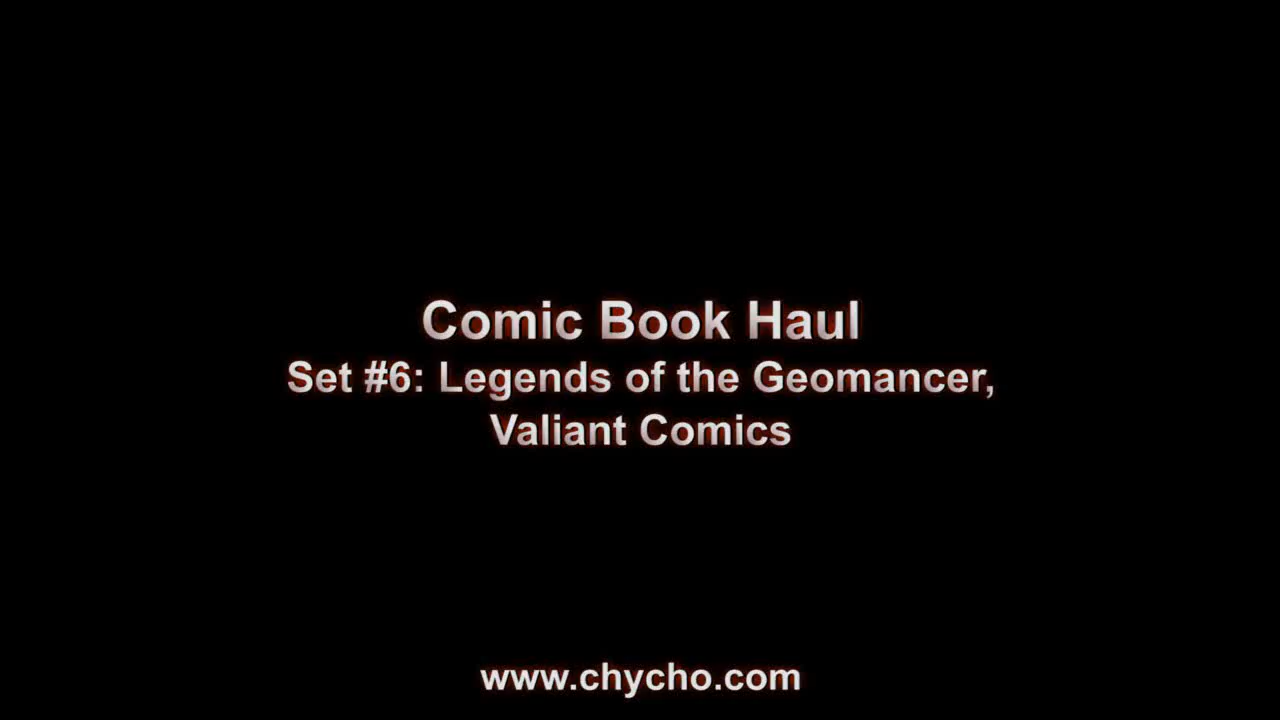 Comic Book Haul
Set #6: Legends of the Geomancer,
Valiant Comics
www.chycho.com